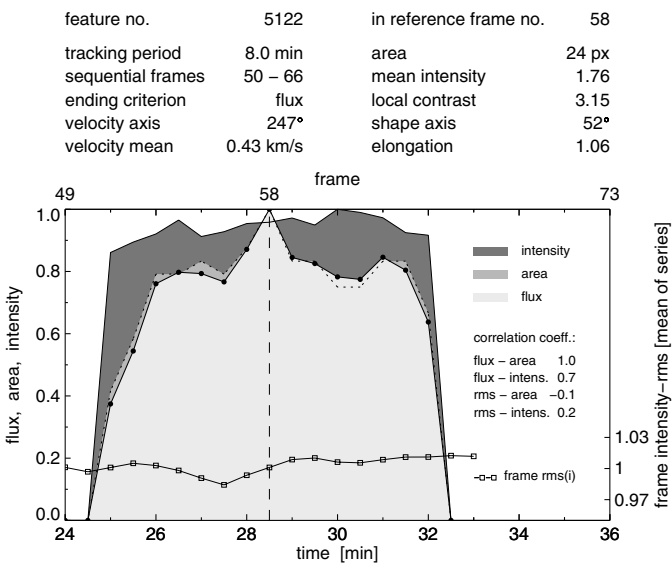 feature no. 5122 in reference frame no. 58
tracking period 8.0 min area 24 px
sequential frames 50 − 66 mean intensity 1.76
ending criterion flux local contrast 3.15
velocity axis 247° shape axis 52°
velocity mean 0.43 km/s elongation 1.06
frame
49 58 73
1.0
0.8
0.6
0.4
0.2
0.0
flux, area, intensity
intensity
area
flux
correlation coeff.:
flux − area 1.0
flux − intens. 0.7
rms − area −0.1
rms − intens. 0.2
frame rms(i)
1.03
1
0.97
frame intensity−rms [mean of series]
24 26 28 30 32 34 36
time [min]